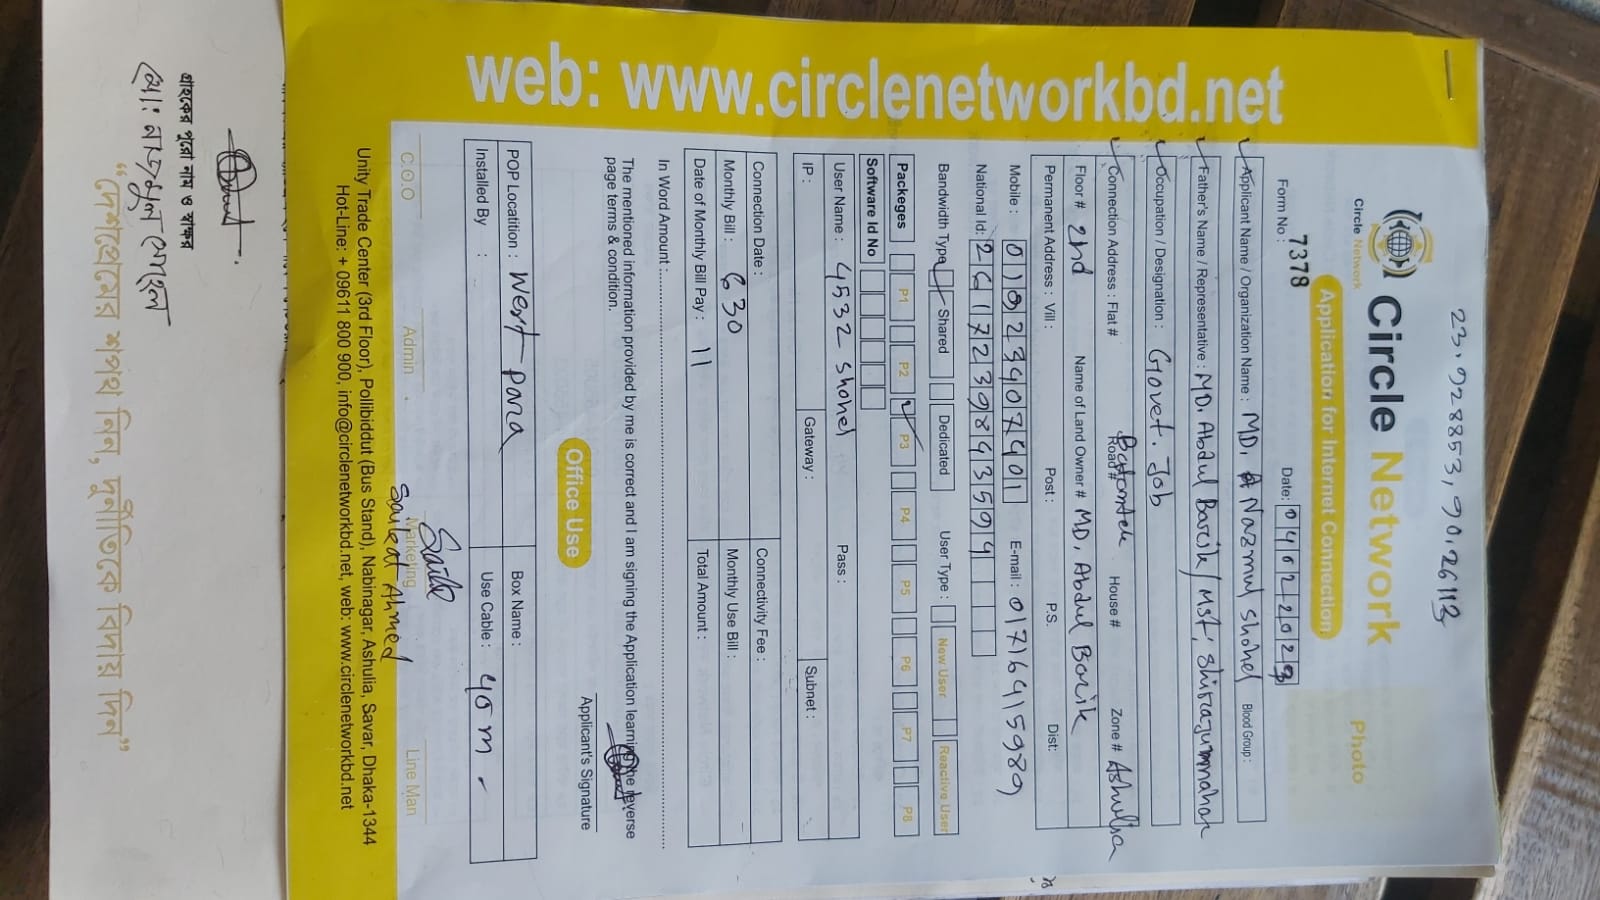 23.928853, 90.26113
Circle Network
Circle Network
Application for Internet Connection
Photo
Form No : 7378
Date: 04022023
Applicant Name / Organization Name : MD. Nazmul Shohel Blood Group :
Father's Name / Representative : MD. Abdul Barik / Mst.
Occupation / Designation : Govet. Job
Connection Address : Flat # Road # House # Zone # Ashulia
Floor # 2nd Name of Land Owner # MD. Abdul Barik
Permanent Address : Vill : Post : P.S. Dist:
Mobile : E-mail : 0176415989
National Id: 2617239843594
Bandwidth Type Shared Dedicated User Type : New User Reactive User
Packeges P1 P2 P3 P4 P5 P6 P7 P8
Software Id No
User Name : 4532 Shohel Pass :
IP : Gateway : Subnet :
Connection Date : Connectivity Fee :
Monthly Bill : 630 Monthly Use Bill :
Date of Monthly Bill Pay : 11 Total Amount :
In Word Amount :
The mentioned information provided by me is correct and I am signing the Application learning the reverse
page terms & condition.
Applicant's Signature
Office Use
POP Location : West para Box Name :
Installed By : Use Cable : 40 m
Saikat Ahmed
C.O.O Admin Marketing Line Man
Unity Trade Center (3rd Floor), Pollibiddut (Bus Stand), Nabinagar, Ashulia, Savar, Dhaka-1344
Hot-Line: + 09611 800 900, info@circlenetworkbd.net, web: www.circlenetworkbd.net
web: www.circlenetworkbd.net
গ্রাহকের পুরো নাম ও স্বাক্ষর
মো: নাজমুল সোহেল
“দেশপ্রেমের শপথ নিন, দুর্নীতিকে বিদায় দিন”